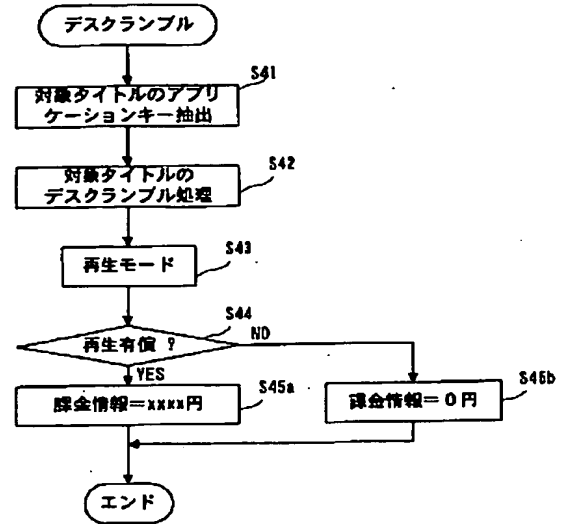 デスクランブル
S41
対象タイトルのアプリ
ケーションキー抽出
S42
対象タイトルの
デスクランブル処理
S43
再生モード
S44
再生有償 ?
NO
YES
S45a
課金情報=xxxx円
S45b
課金情報=0円
エンド